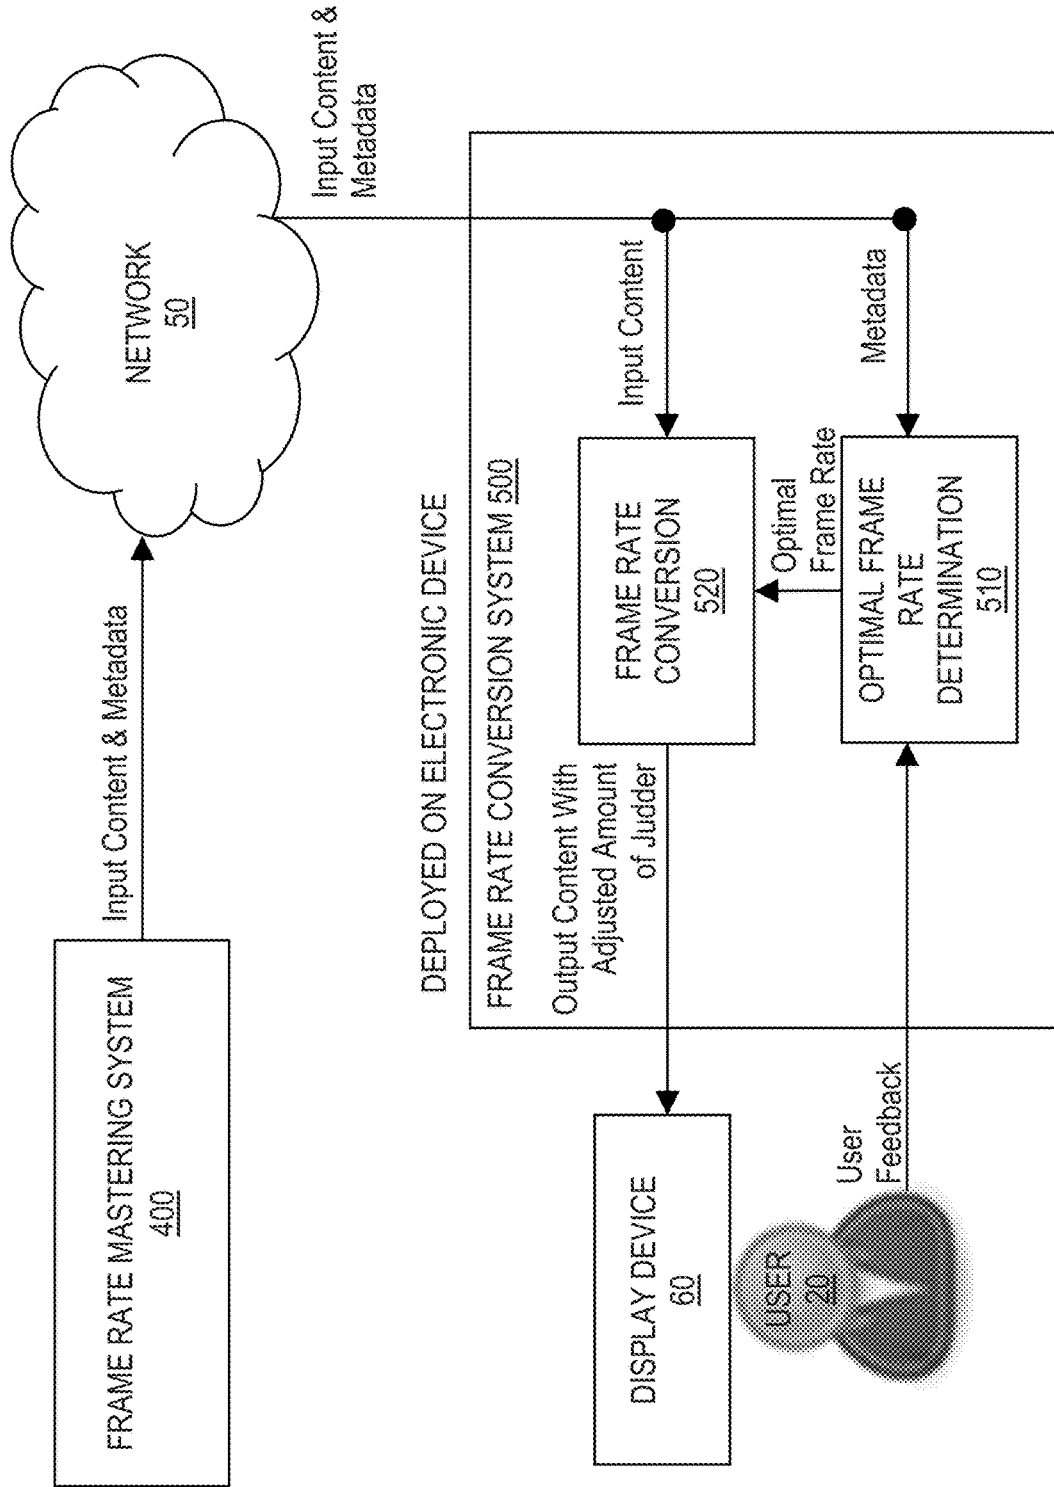 FRAME RATE MASTERING SYSTEM
400
Input Content & Metadata
NETWORK
50
Input Content &
Metadata
DEPLOYED ON ELECTRONIC DEVICE
FRAME RATE CONVERSION SYSTEM 500
Output Content With
Adjusted Amount
of Judder
FRAME RATE
CONVERSION
520
Input Content
DISPLAY DEVICE
60
USER
20
User
Feedback
Optimal
Frame Rate
OPTIMAL FRAME
RATE
DETERMINATION
510
Metadata